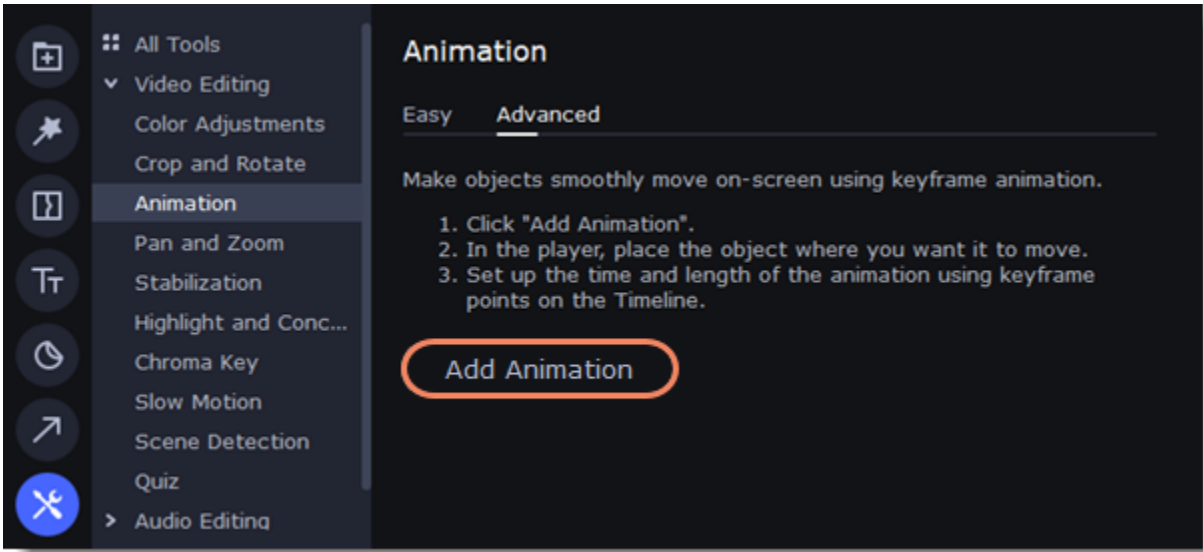 All Tools
Video Editing
Color Adjustments
Crop and Rotate
Animation
Pan and Zoom
Stabilization
Highlight and Conc...
Chroma Key
Slow Motion
Scene Detection
Quiz
Audio Editing
Animation
Easy Advanced
Make objects smoothly move on-screen using keyframe animation.
1. Click "Add Animation".
2. In the player, place the object where you want it to move.
3. Set up the time and length of the animation using keyframe
points on the Timeline.
Add Animation